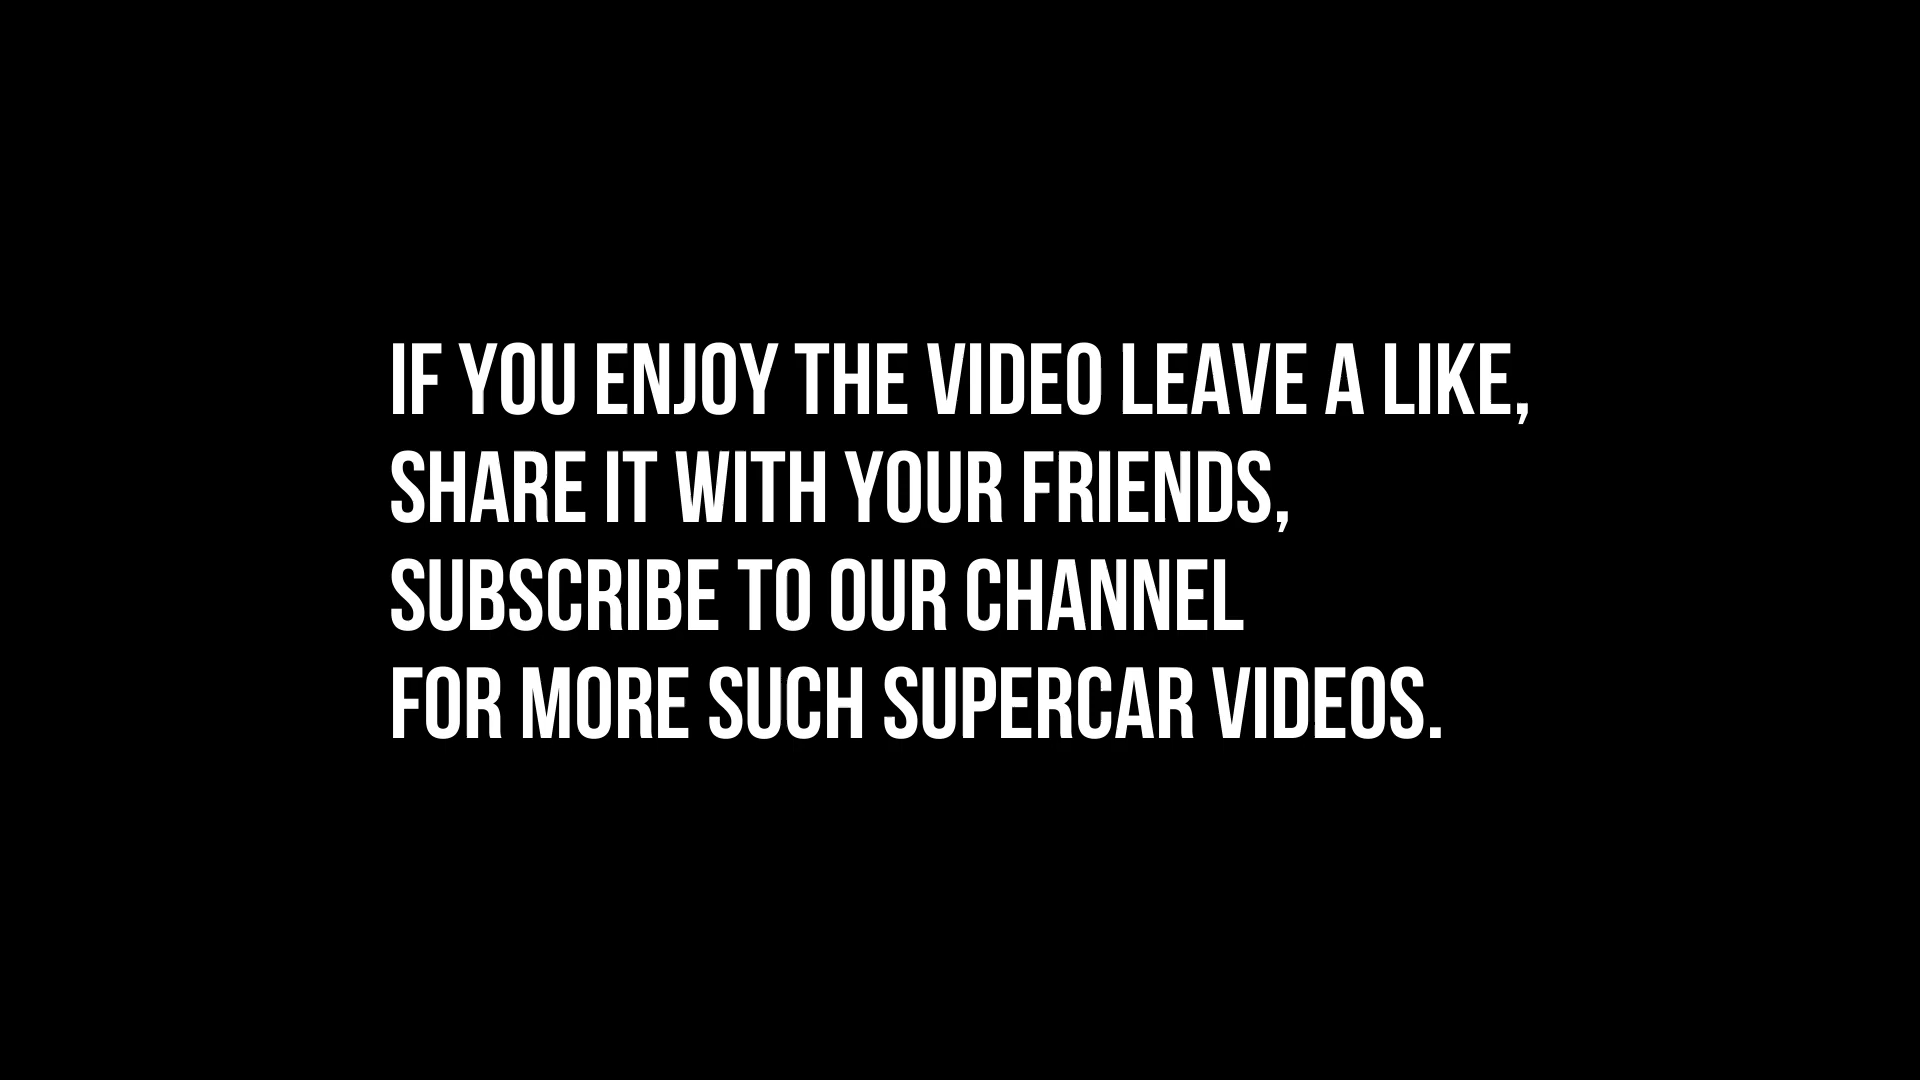 IF YOU ENJOY THE VIDEO LEAVE A LIKE,
SHARE IT WITH YOUR FRIENDS,
SUBSCRIBE TO OUR CHANNEL
FOR MORE SUCH SUPERCAR VIDEOS.